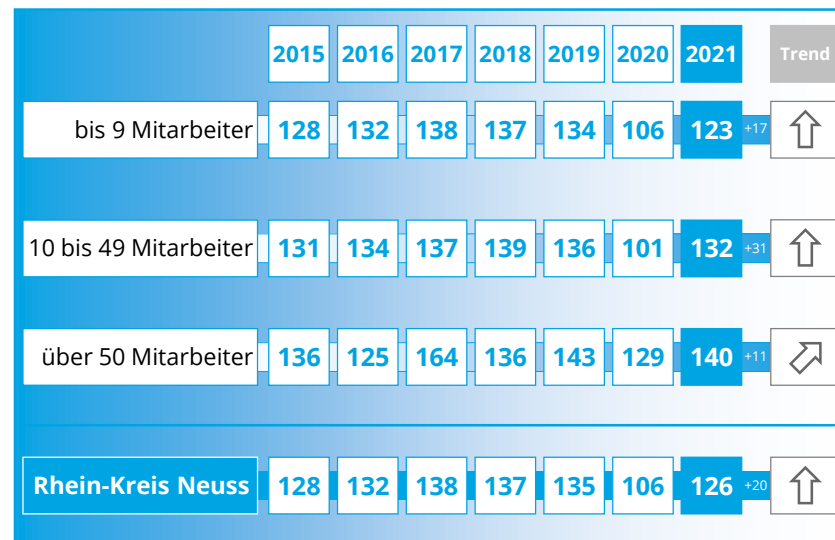 2015 2016 2017 2018 2019 2020 2021 Trend
bis 9 Mitarbeiter 128 132 138 137 134 106 123 +17
10 bis 49 Mitarbeiter 131 134 137 139 136 101 132 +31
über 50 Mitarbeiter 136 125 164 136 143 129 140 +11
Rhein-Kreis Neuss 128 132 138 137 135 106 126 +20